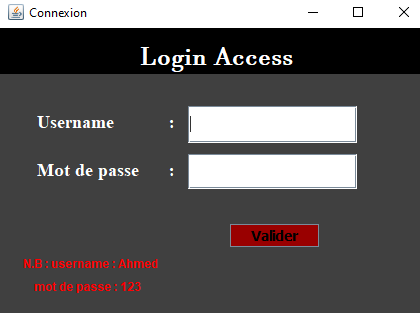 Connexion
Login Access
Username :
Mot de passe :
Valider
N.B : username : Ahmed
mot de passe : 123